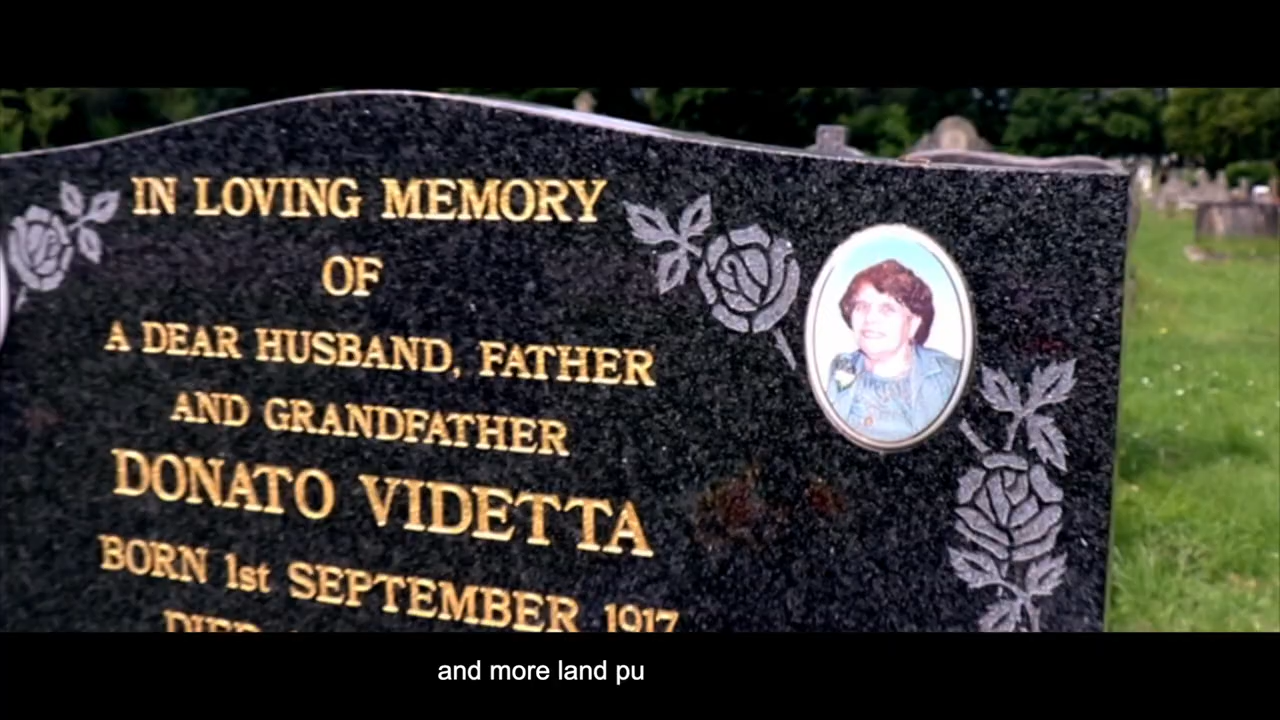 IN LOVING MEMORY
OF
A DEAR HUSBAND, FATHER
AND GRANDFATHER
DONATO VIDETTA
BORN 1st SEPTEMBER 1917
and more land pu